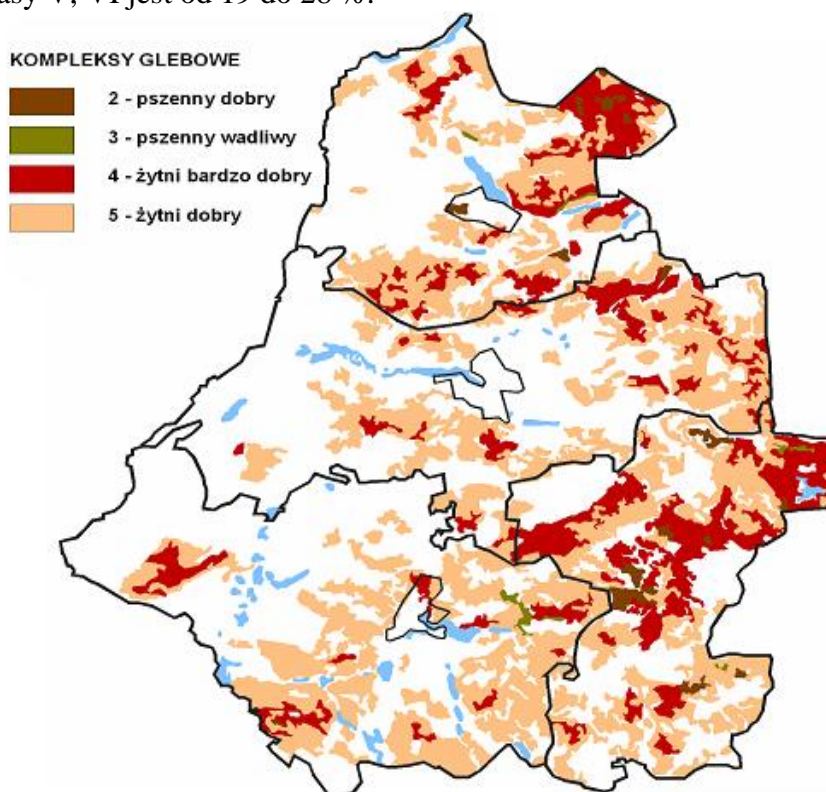 V, VI jest od 19 do 28 %.
KOMPLEKSY GLEBOWE
2 - pszenny dobry
3 - pszenny wadliwy
4 - żytni bardzo dobry
5 - żytni dobry